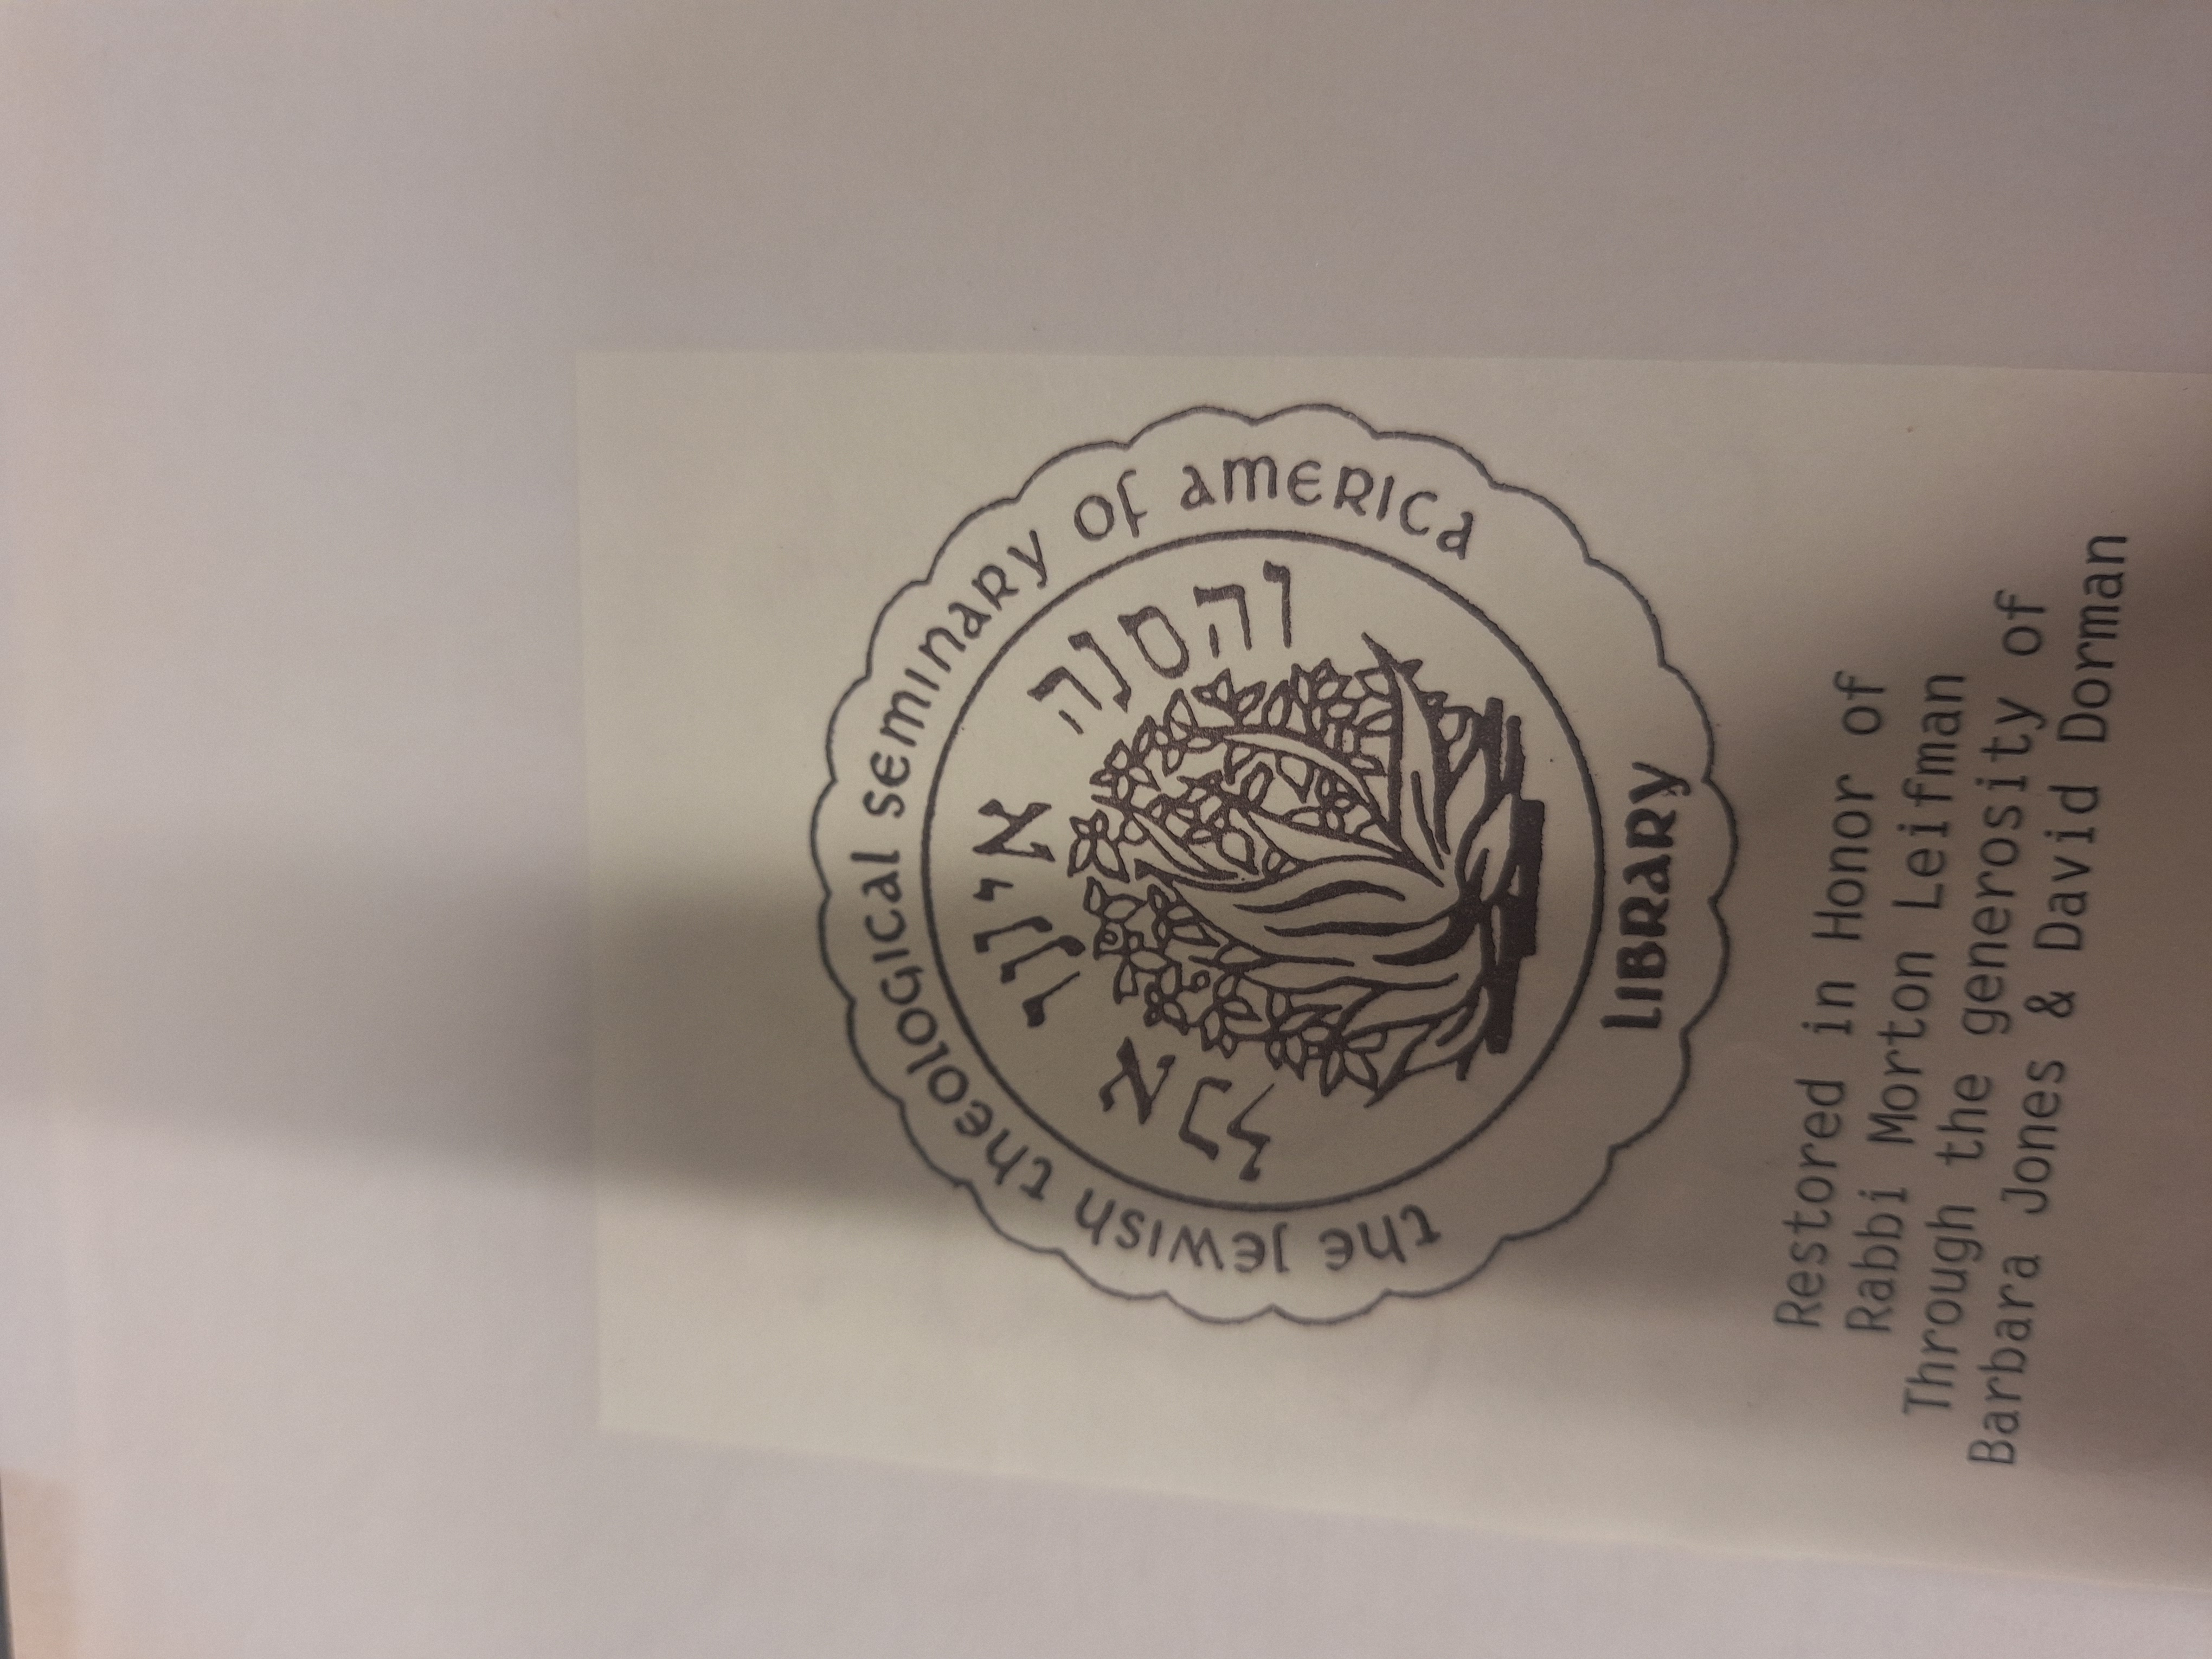 the Jewish theological seminary of america
והסנה איננו אכל
LIBRARY
Restored in Honor of
Rabbi Morton Leifman
Through the generosity of
Barbara Jones & David Dorman